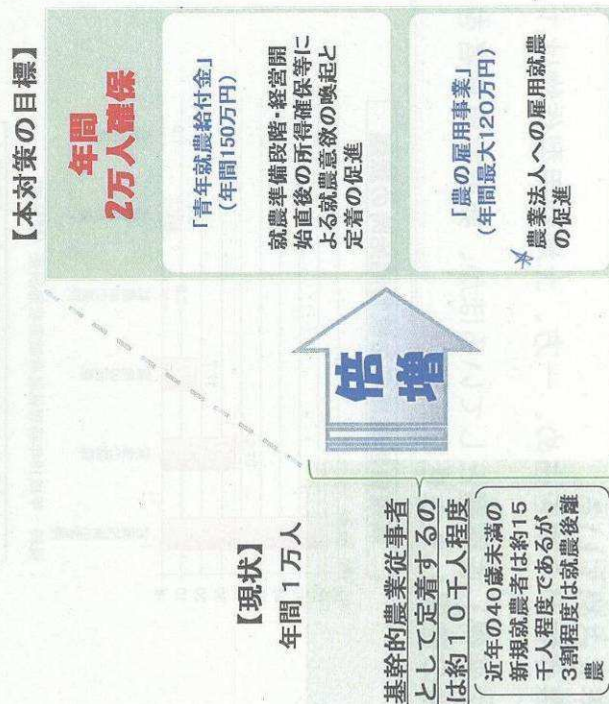 【本対策の目標】
年間
2万人確保
「青年就農給付金」
(年間150万円)
就農準備段階・経営開
始直後の所得確保等に
よる就農意欲の喚起と
定着の促進
「農の雇用事業」
(年間最大120万円)
農業法人への雇用就農
の促進
倍増
【現状】
年間1万人
基幹的農業従事者
として定着するの
は約10千人程度
近年の40歳未満の
新規就農者は約15
千人程度であるが、
3割程度は就農後離
農